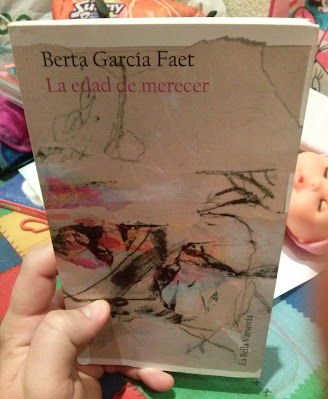 Berta García Faet
La edad de merecer
La Bella Varsovia